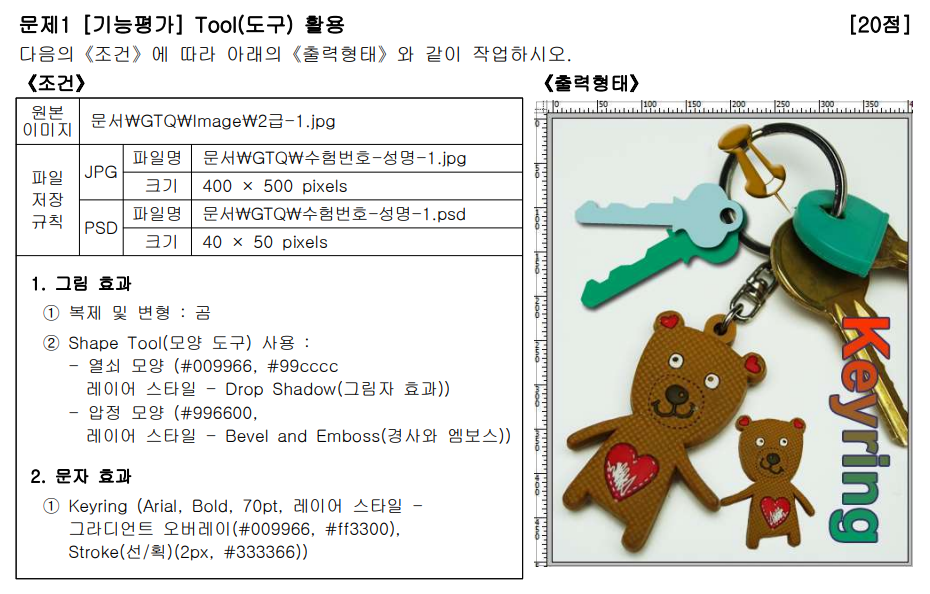 문제1 [기능평가] Tool(도구) 활용 [20점]
다음의《조건》에 따라 아래의《출력형태》와 같이 작업하시오.
《조건》 《출력형태》
원본
이미지
문서￦GTQ￦Image￦2급-1.jpg
파일
저장
규칙
JPG
파일명 문서￦GTQ￦수험번호-성명-1.jpg
크기 400 × 500 pixels
PSD
파일명 문서￦GTQ￦수험번호-성명-1.psd
크기 40 × 50 pixels
1. 그림 효과
① 복제 및 변형 : 곰
② Shape Tool(모양 도구) 사용 :
- 열쇠 모양 (#009966, #99cccc
레이어 스타일 - Drop Shadow(그림자 효과))
- 압정 모양 (#996600,
레이어 스타일 - Bevel and Emboss(경사와 엠보스))
2. 문자 효과
① Keyring (Arial, Bold, 70pt, 레이어 스타일 -
그라디언트 오버레이(#009966, #ff3300),
Stroke(선/획)(2px, #333366))
0 50 100 150 200 250 300 350 4
0
50
100
150
200
250
300
350
400
450
Keyring